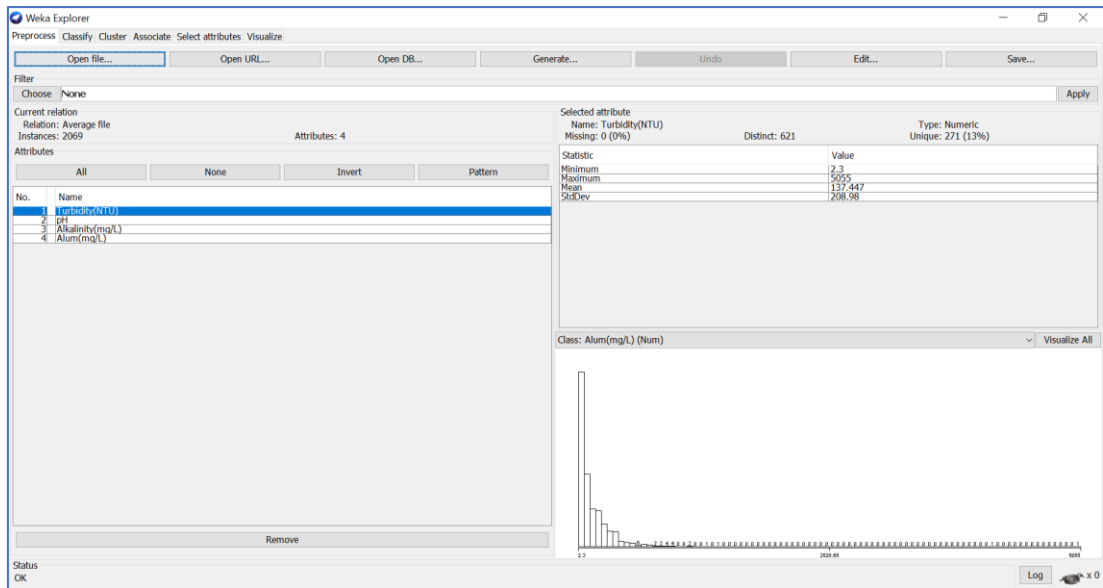 Weka Explorer
Preprocess Classify Cluster Associate Select attributes Visualize
Open file... Open URL... Open DB... Generate... Undo Edit... Save...
Filter
Choose None Apply
Current relation
Relation: Average file
Instances: 2069 Attributes: 4
Attributes
All None Invert Pattern
No. Name
1 Turbidity(NTU)
2 pH
3 Alkalinity(mg/L)
4 Alum(mg/L)
Remove
Selected attribute
Name: Turbidity(NTU) Type: Numeric
Missing: 0 (0%) Distinct: 621 Unique: 271 (13%)
Statistic Value
Minimum 2.3
Maximum 5055
Mean 137.447
StdDev 208.98
Class: Alum(mg/L) (Num) Visualize All
2.3 2528.65 5055
Status
OK Log x 0